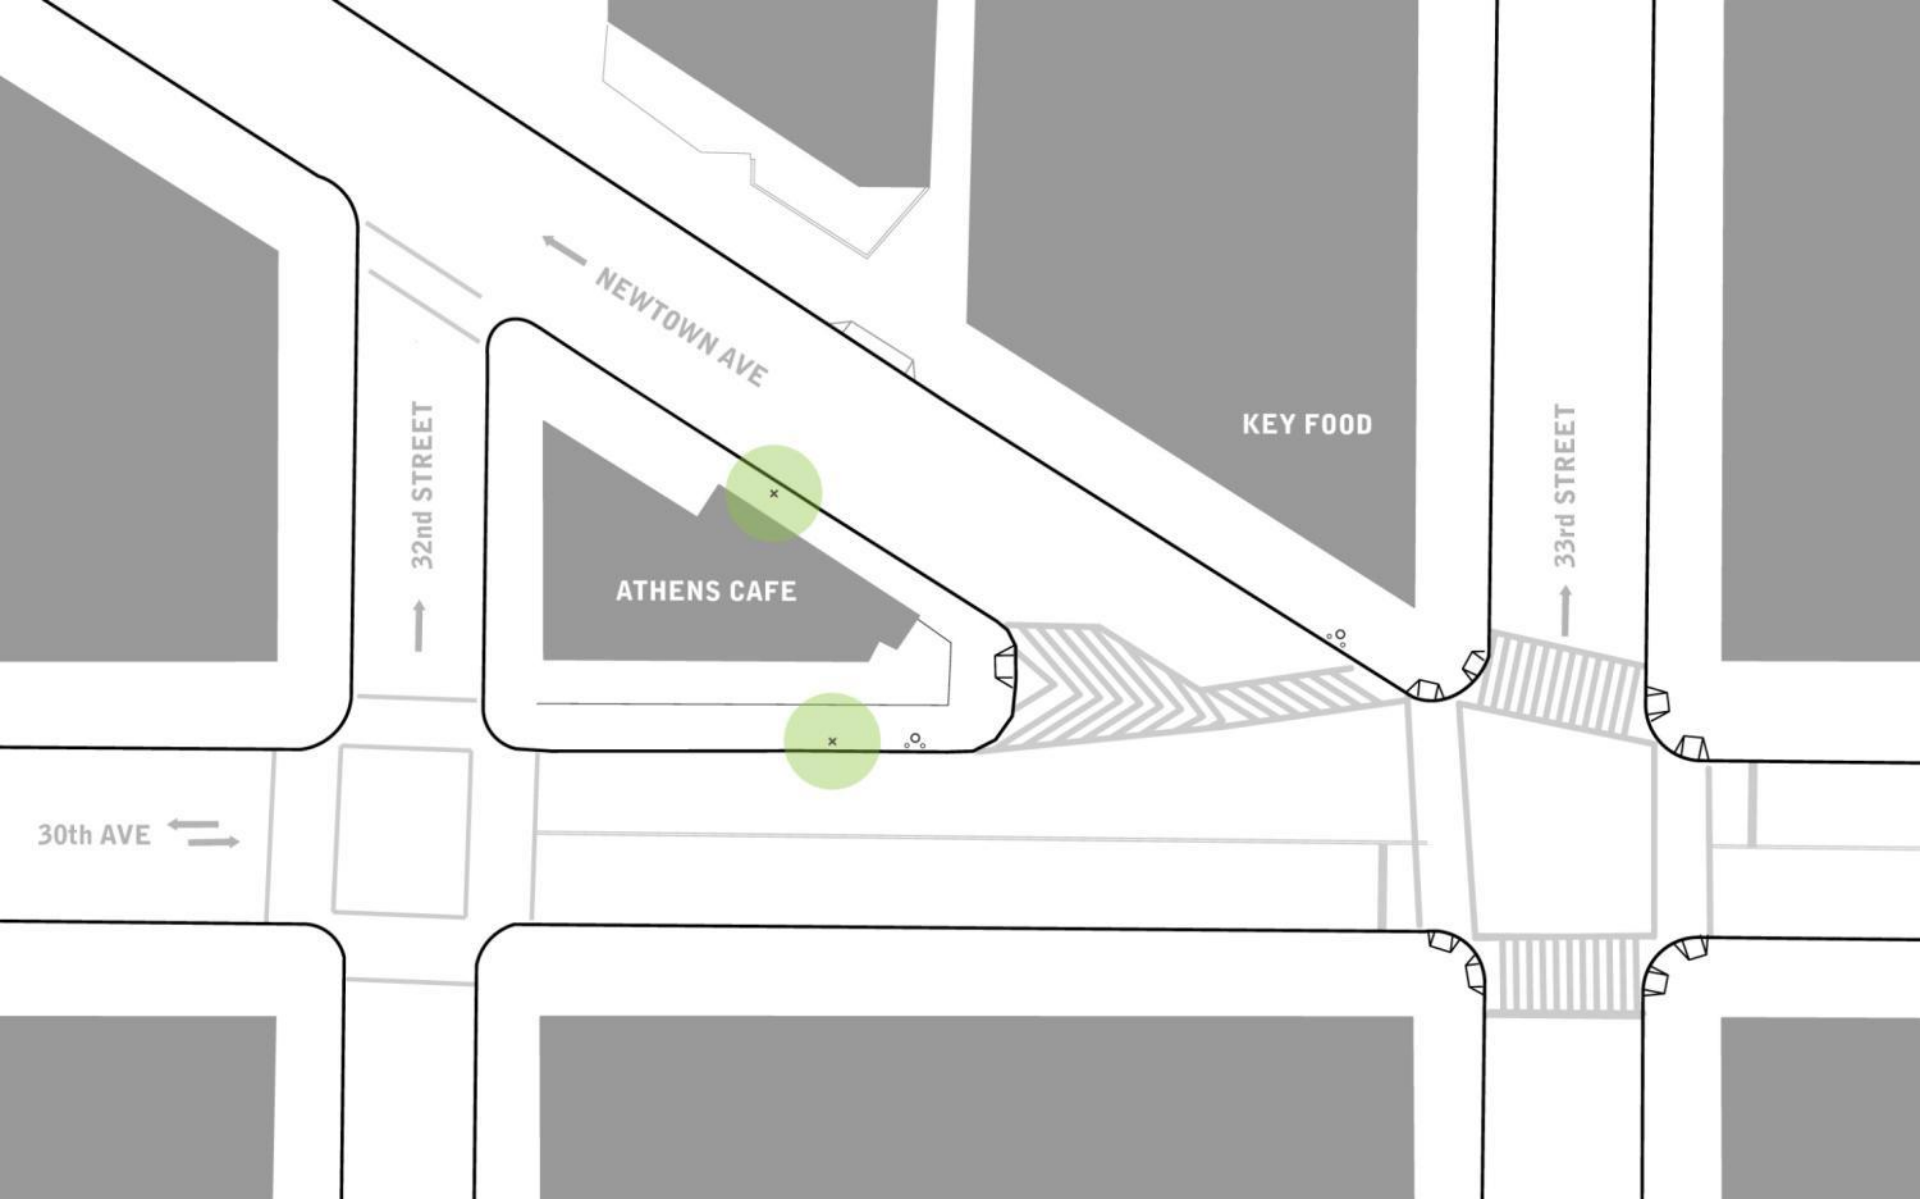 NEWTOWN AVE
KEY FOOD
32nd STREET
33rd STREET
ATHENS CAFE
30th AVE